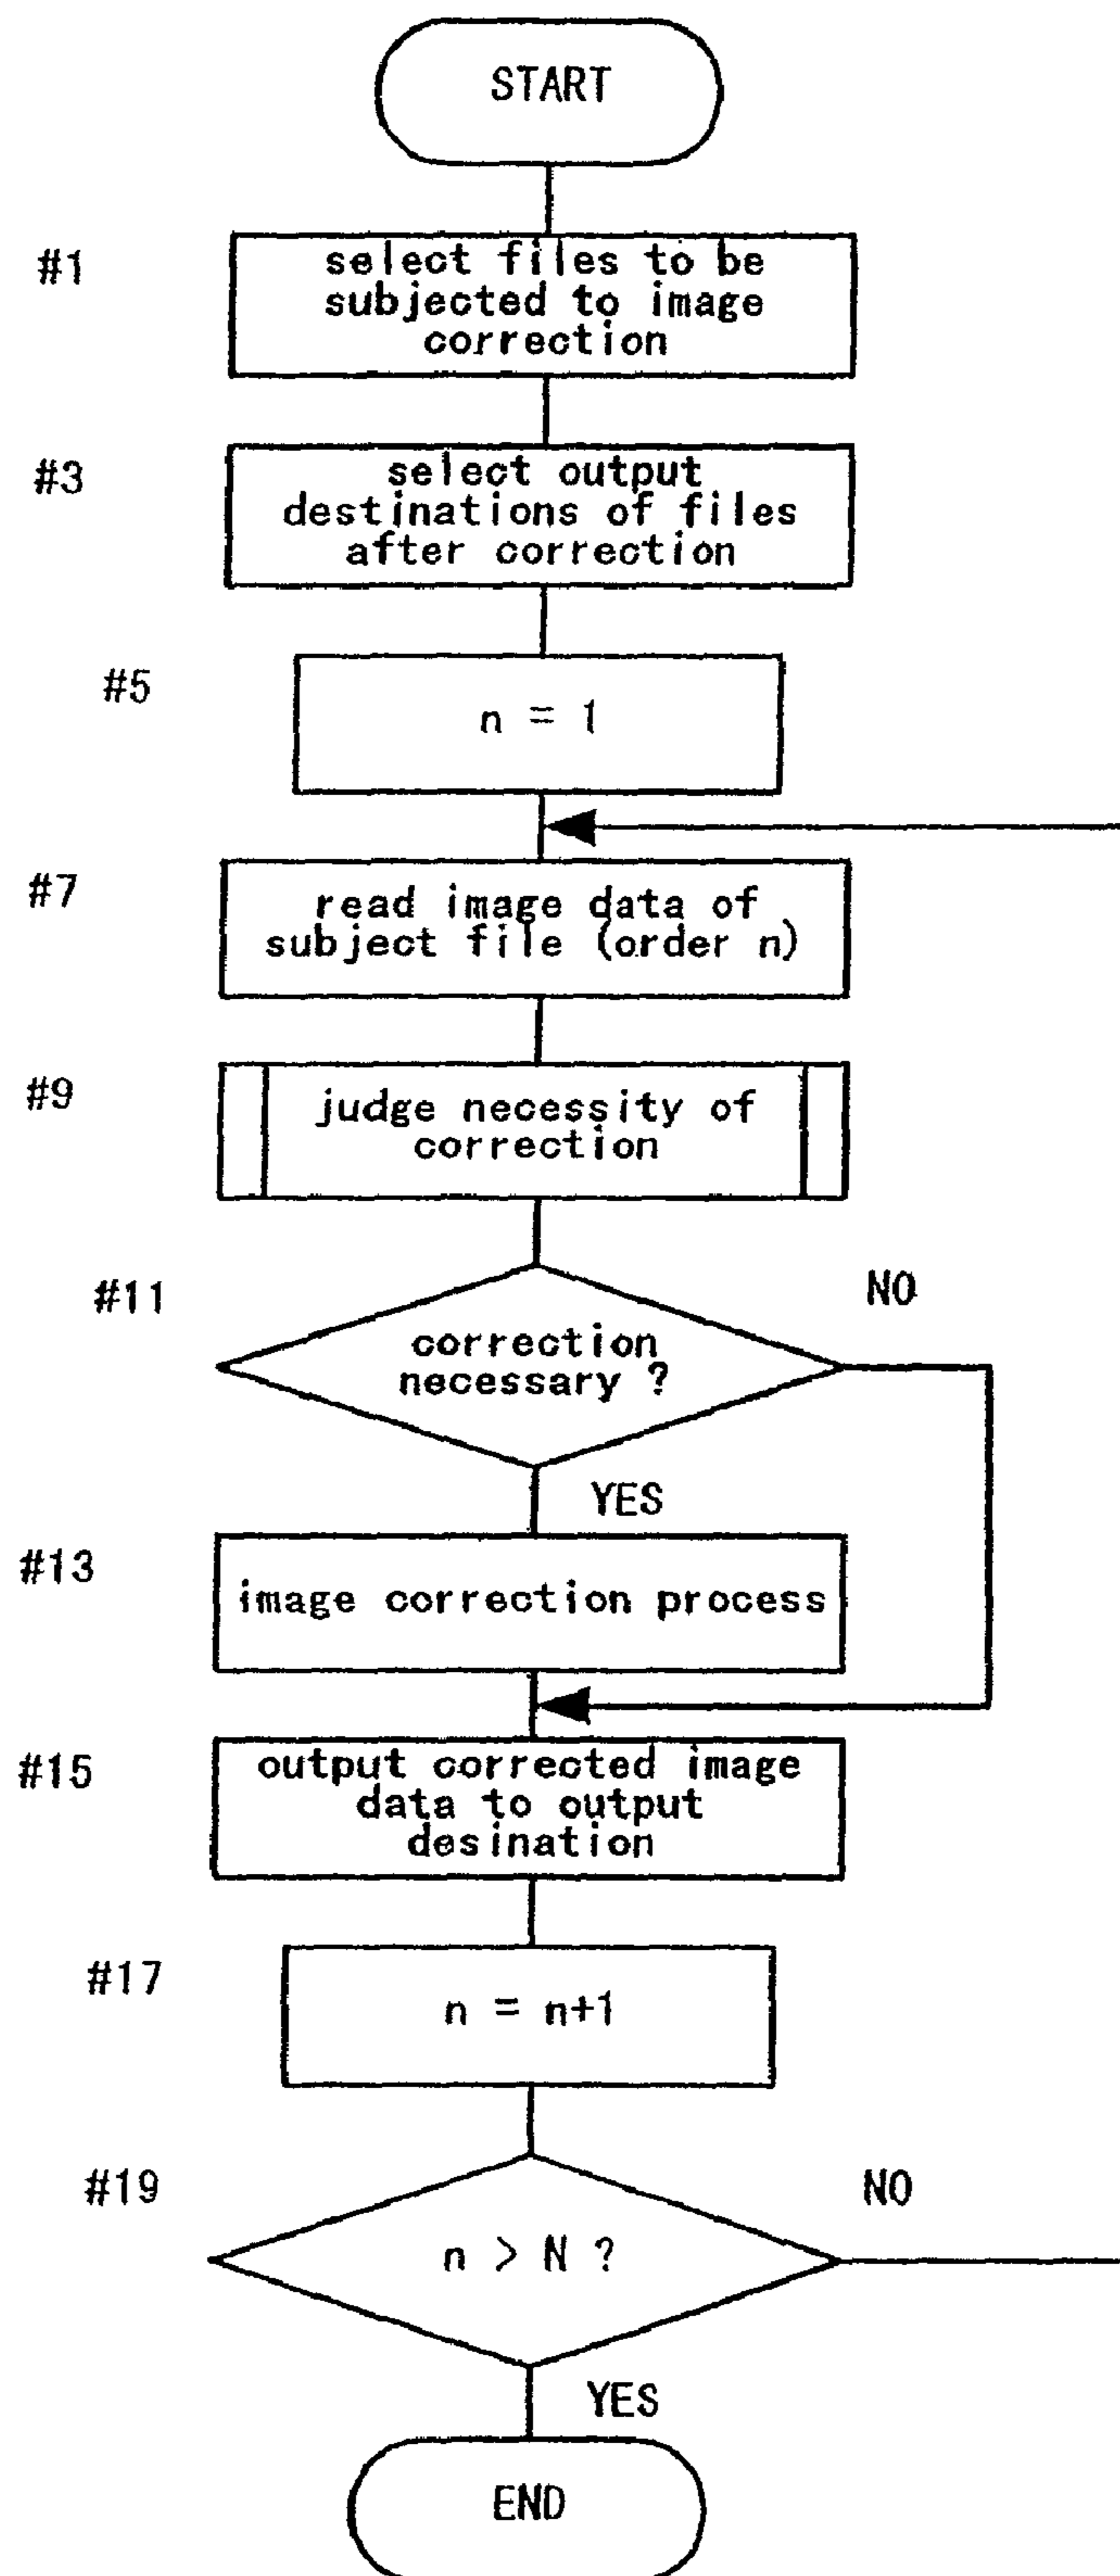 START
#1
select files to be
subjected to image
correction
#3
select output
destinations of files
after correction
#5
n = 1
#7
read image data of
subject file (order n)
#9
judge necessity of
correction
#11
NO
correction
necessary ?
YES
#13
image correction process
#15
output corrected image
data to output
desination
#17
n = n+1
#19
NO
n > N ?
YES
END